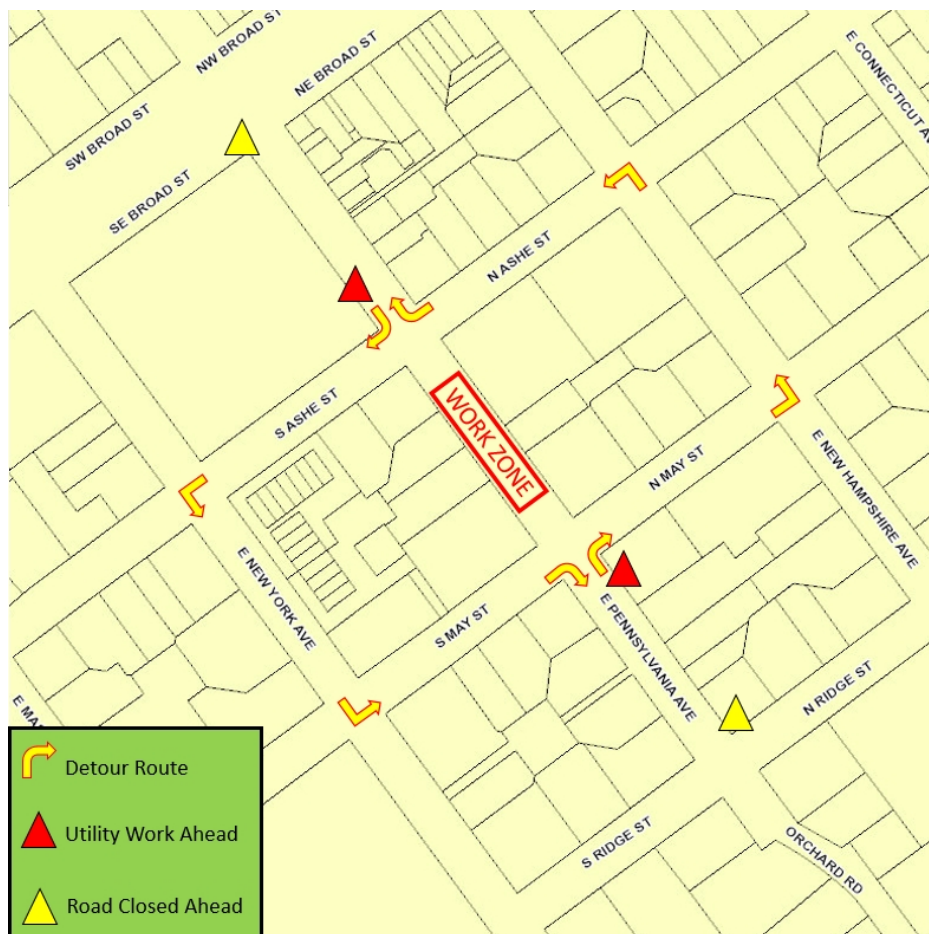 NW BROAD ST
NE BROAD ST
E CONNECTICUT AV
SW BROAD ST
SE BROAD ST
N ASHE ST
S ASHE ST
WORK ZONE
N MAY ST
E NEW HAMPSHIRE AVE
E NEW YORK AVE
S MAY ST
E PENNSYLVANIA AVE
N RIDGE ST
E MA
S RIDGE ST
ORCHARD RD
Detour Route
Utility Work Ahead
Road Closed Ahead